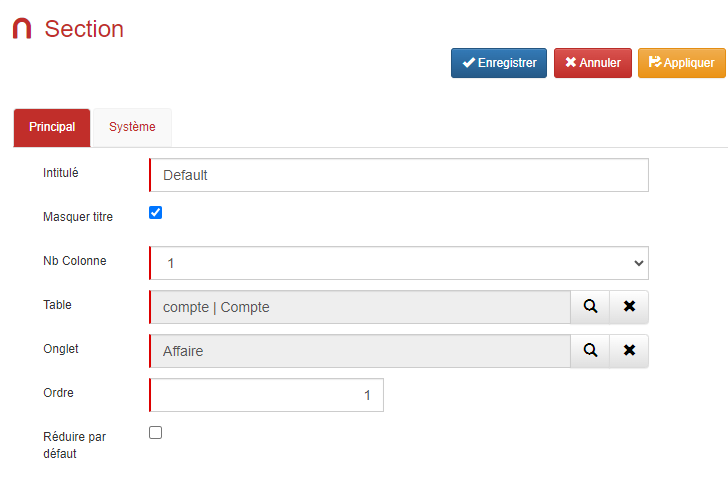 Section
Enregistrer
Annuler
Appliquer
Principal
Système
Intitulé
Default
Masquer titre
Nb Colonne
1
Table
compte | Compte
Onglet
Affaire
Ordre
1
Réduire par
défaut